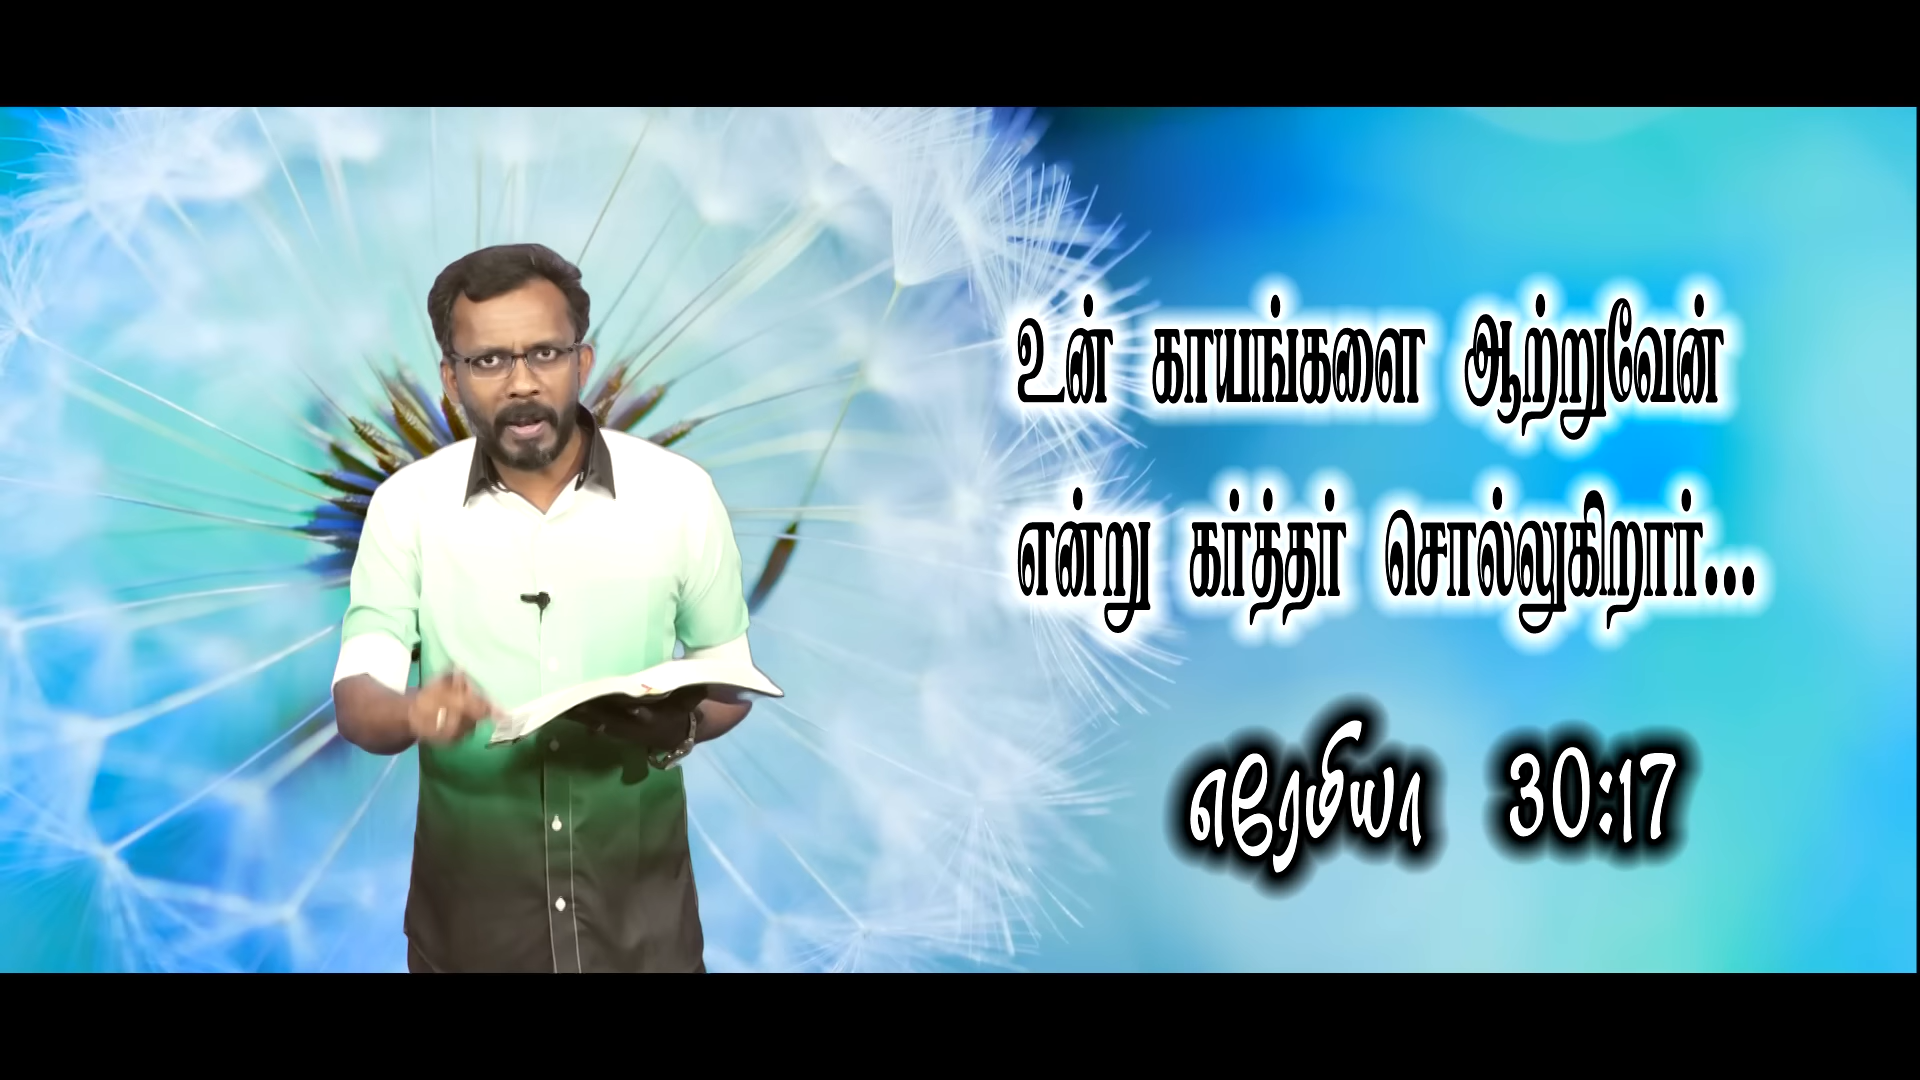 உன் காயங்களை ஆற்றுவேன்
என்று கர்த்தர் சொல்லுகிறார்...
எரேமியா 30:17